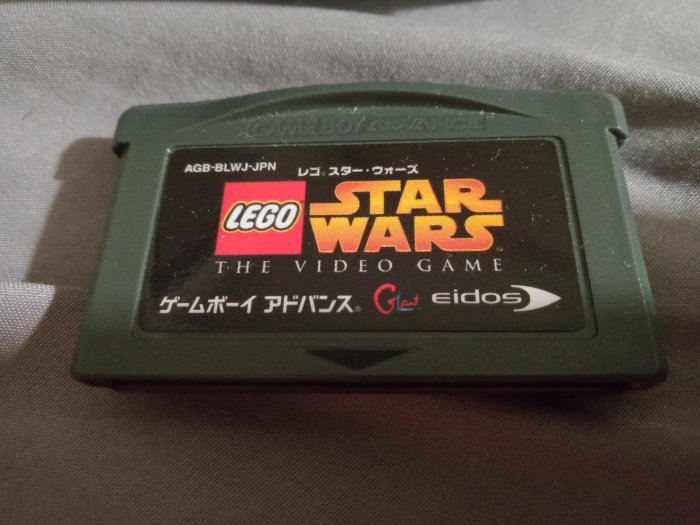 GAME BOY ADVANCE
AGB-BLWJ-JPN レゴ スター・ウォーズ
LEGO STAR WARS
THE VIDEO GAME
ゲームボーイ アドバンス® Giant eidos